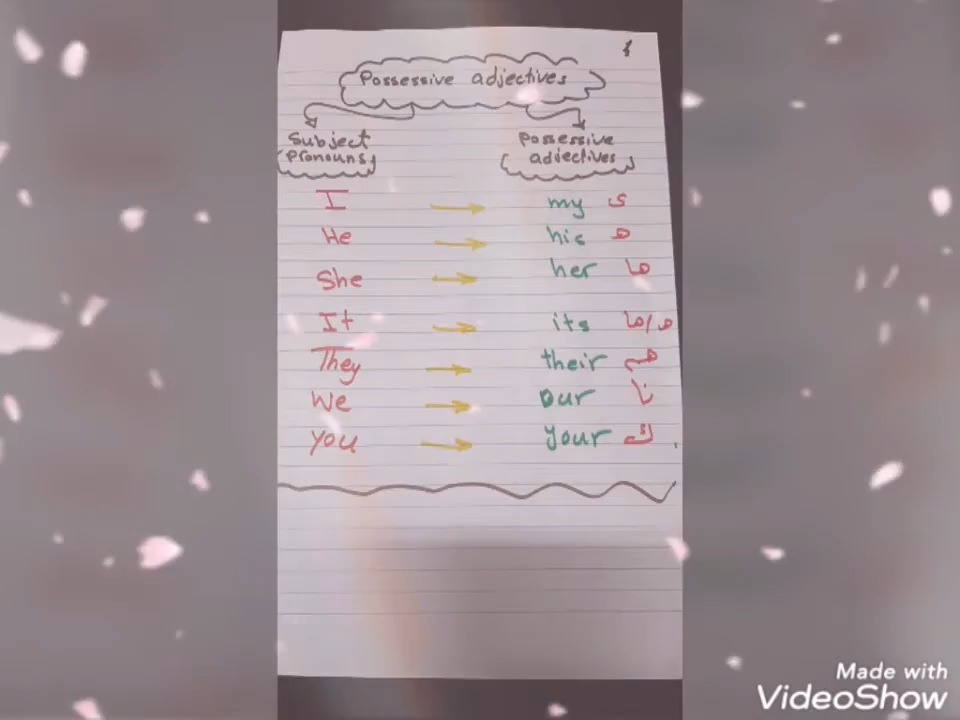 Possessive adjectives
Subject pronouns
Possessive adjectives
I → my ى
He → his ه
She → her ها
It → its ه/ها
They → their هم
We → our نا
you → your ك
Made with
VideoShow